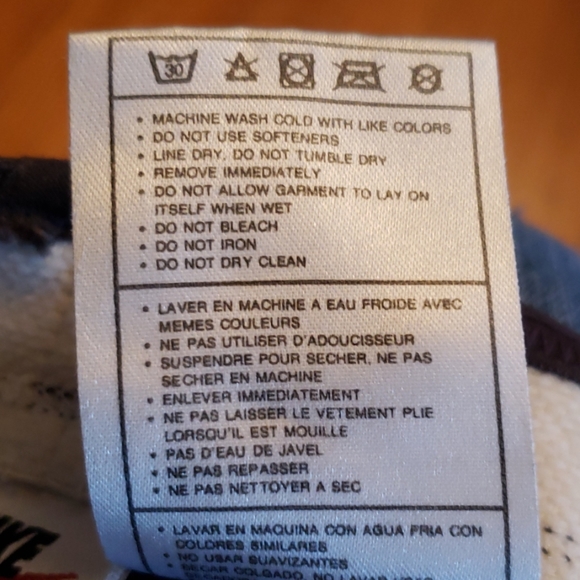 30
• MACHINE WASH COLD WITH LIKE COLORS
• DO NOT USE SOFTENERS
• LINE DRY, DO NOT TUMBLE DRY
• REMOVE IMMEDIATELY
• DO NOT ALLOW GARMENT TO LAY ON
ITSELF WHEN WET
• DO NOT BLEACH
• DO NOT IRON
• DO NOT DRY CLEAN
• LAVER EN MACHINE A EAU FROIDE AVEC
MEMES COULEURS
• NE PAS UTILISER D'ADOUCISSEUR
• SUSPENDRE POUR SECHER, NE PAS
SECHER EN MACHINE
• ENLEVER IMMEDIATEMENT
• NE PAS LAISSER LE VETEMENT PLIE
LORSQU'IL EST MOUILLE
• PAS D'EAU DE JAVEL
• NE PAS REPASSER
• NE PAS NETTOYER A SEC
• LAVAR EN MAQUINA CON AGUA FRIA CON
COLORES SIMILARES
• NO USAR SUAVIZANTES
• SECAR COLGADO, NO